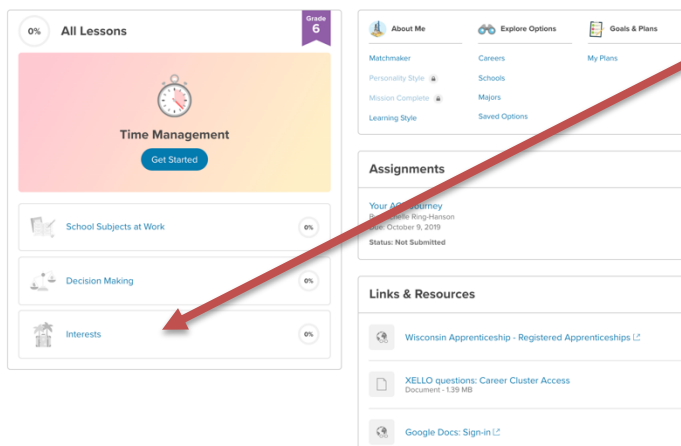 0%
All Lessons
Grade
6
Time Management
Get Started
School Subjects at Work
0%
Decision Making
0%
Interests
0%
About Me
Matchmaker
Personality Style
Mission Complete
Learning Style
Explore Options
Careers
Schools
Majors
Saved Options
Goals & Plans
My Plans
Assignments
Your Journey
Ring-Hanson
Due: October 9, 2019
Status: Not Submitted
Links & Resources
Wisconsin Apprenticeship - Registered Apprenticeships
XELLO questions: Career Cluster Access
Document - 1.39 MB
Google Docs: Sign-in